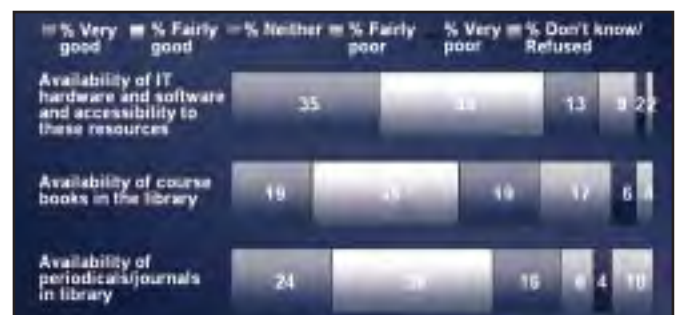 % Very good % Fairly good % Neither % Fairly poor % Very poor % Don't know/ Refused
Availability of IT
hardware and software
and accessibility to
these resources
35 13 2 2
Availability of course
books in the library
19 19 17 6
Availability of
periodicals/journals
in library
24 16 4 10